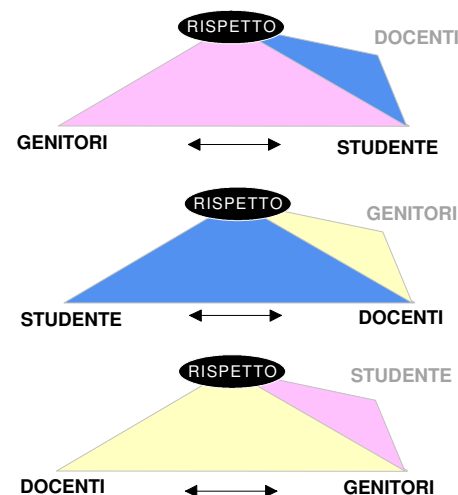 RISPETTO
DOCENTI
GENITORI
STUDENTE
RISPETTO
GENITORI
STUDENTE
DOCENTI
RISPETTO
STUDENTE
DOCENTI
GENITORI